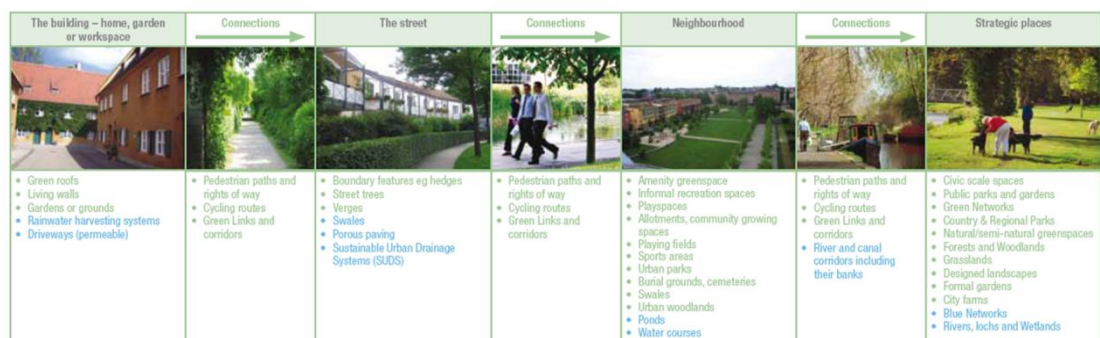 The building – home, garden
or workspace
Connections
The street
Connections
Neighbourhood
Connections
Strategic places
• Green roofs
• Living walls
• Gardens or grounds
• Rainwater harvesting systems
• Driveways (permeable)
• Pedestrian paths and
rights of way
• Cycling routes
• Green Links and
corridors
• Boundary features eg hedges
• Street trees
• Verges
• Swales
• Porous paving
• Sustainable Urban Drainage
Systems (SUDS)
• Pedestrian paths and
rights of way
• Cycling routes
• Green Links and
corridors
• Amenity greenspace
• Informal recreation spaces
• Playspaces
• Allotments, community growing
spaces
• Playing fields
• Sports areas
• Urban parks
• Burial grounds, cemeteries
• Swales
• Urban woodlands
• Ponds
• Water courses
• Pedestrian paths and
rights of way
• Cycling routes
• Green Links and
corridors
• River and canal
corridors including
their banks
• Civic scale spaces
• Public parks and gardens
• Green Networks
• Country & Regional Parks
• Natural/semi-natural greenspaces
• Forests and Woodlands
• Grasslands
• Designed landscapes
• Formal gardens
• City farms
• Blue Networks
• Rivers, lochs and Wetlands